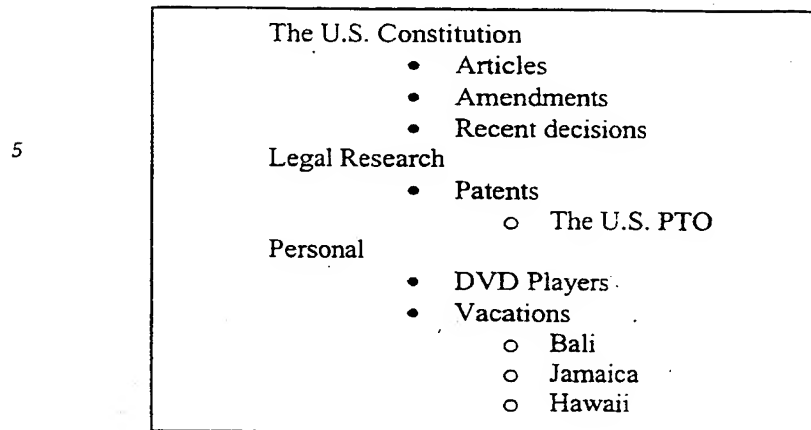 The U.S. Constitution
• Articles
• Amendments
• Recent decisions
5
Legal Research
• Patents
o The U.S. PTO
Personal
• DVD Players
• Vacations
o Bali
o Jamaica
o Hawaii